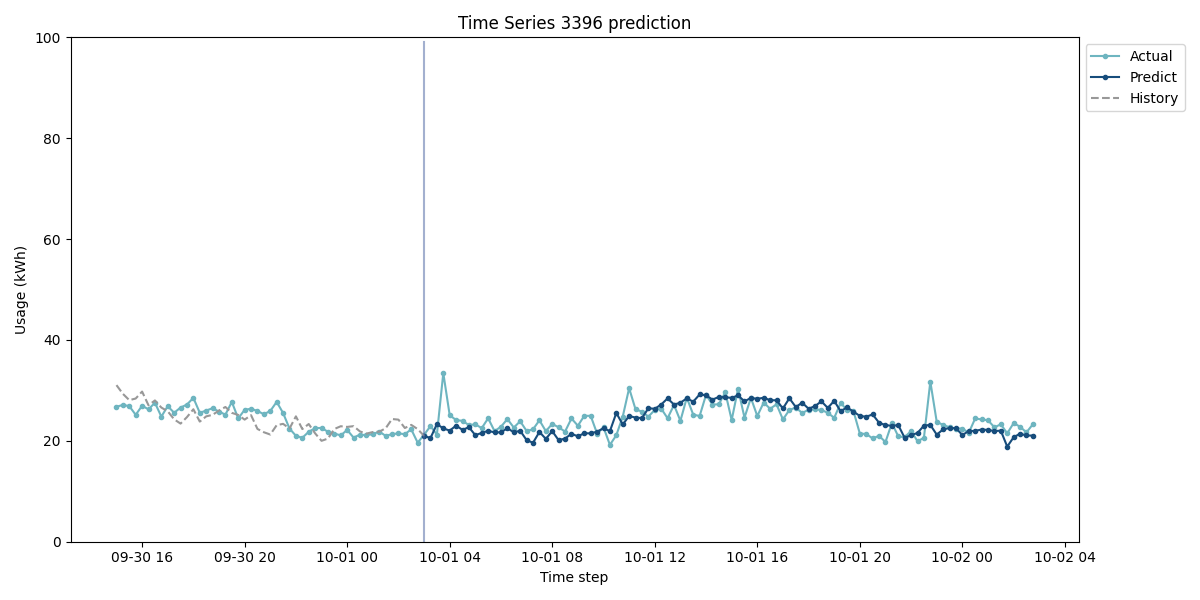 Time Series 3396 prediction
100
80
60
40
20
0
Usage (kWh)
09-30 16
09-30 20
10-01 00
10-01 04
10-01 08
10-01 12
10-01 16
10-01 20
10-02 00
10-02 04
Time step
Actual
Predict
History